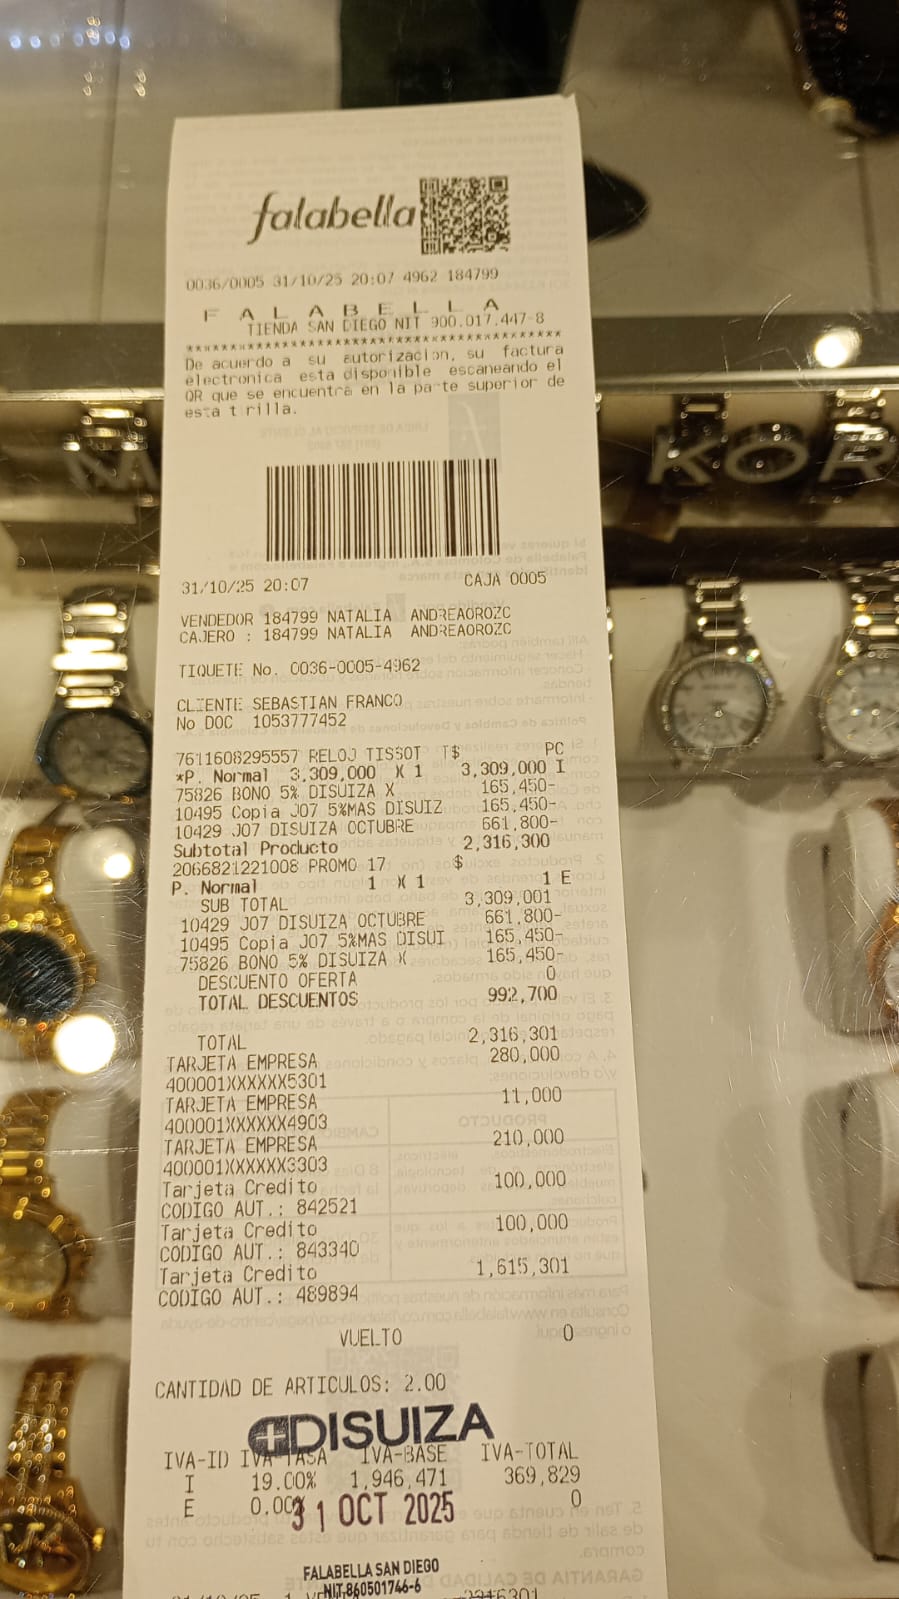 falabella
0036/0005 31/10/25 20:07 4962 184799
F A L A B E L L A
TIENDA SAN DIEGO NIT 900.017.447-8
De acuerdo a su autorizacion, su factura
electronica esta disponible escaneando el
QR que se encuentra en la parte superior de
esta tirilla.
KOR
31/10/25 20:07 CAJA 0005
VENDEDOR 184799 NATALIA ANDREAOROZC
CAJERO : 184799 NATALIA ANDREAOROZC
TIQUETE No. 0036-0005-4962
CLIENTE SEBASTIAN FRANCO
No DOC 1053777452
7611608295557 RELOJ TISSOT T$ PC
*P. Normal 3,309,000 X 1 3,309,000 I
75826 BONO 5% DISUIZA X 165,450-
10495 Copia J07 5%MAS DISUIZ 165,450-
10429 J07 DISUIZA OCTUBRE 661,800-
Subtotal Producto 2,316,300
2066821221008 PROMO 17 $
P. Normal 1 X 1 1 E
SUB TOTAL 3,309,001
10429 J07 DISUIZA OCTUBRE 661,800-
10495 Copia J07 5%MAS DISUI 165,450-
75826 BONO 5% DISUIZA X 165,450-
DESCUENTO OFERTA 0
TOTAL DESCUENTOS 992,700
TOTAL 2,316,301
TARJETA EMPRESA 280,000
400001XXXXXX5301
TARJETA EMPRESA 11,000
400001XXXXXX4903
TARJETA EMPRESA 210,000
400001XXXXXX3303
Tarjeta Credito 100,000
CODIGO AUT.: 842521
Tarjeta Credito 100,000
CODIGO AUT.: 843340
Tarjeta Credito 1,615,301
CODIGO AUT.: 489894
VUELTO 0
CANTIDAD DE ARTICULOS: 2.00
DISUIZA
IVA-ID IVA TASA IVA-BASE IVA-TOTAL
I 19.00% 1,946,471 369,829
E 0.00% 0
31 OCT 2025
FALABELLA SAN DIEGO
NIT.860501746-6